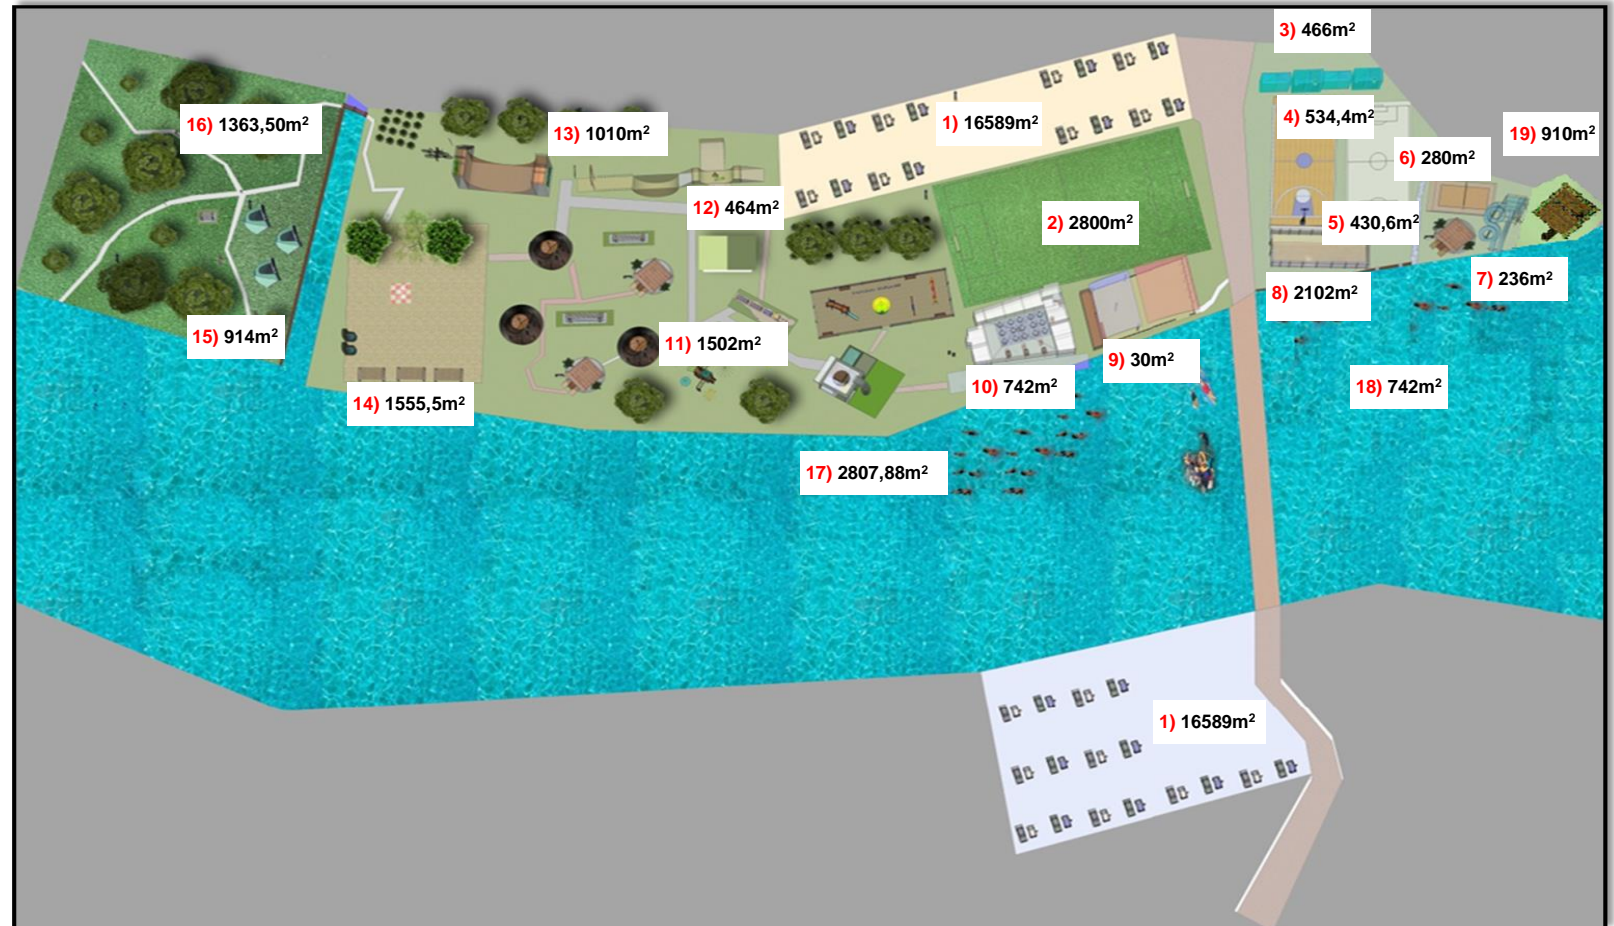 3) 466m²
16) 1363,50m²
13) 1010m²
1) 16589m²
4) 534,4m²
19) 910m²
6) 280m²
12) 464m²
2) 2800m²
5) 430,6m²
7) 236m²
8) 2102m²
15) 914m²
11) 1502m²
9) 30m²
10) 742m²
18) 742m²
14) 1555,5m²
17) 2807,88m²
1) 16589m²